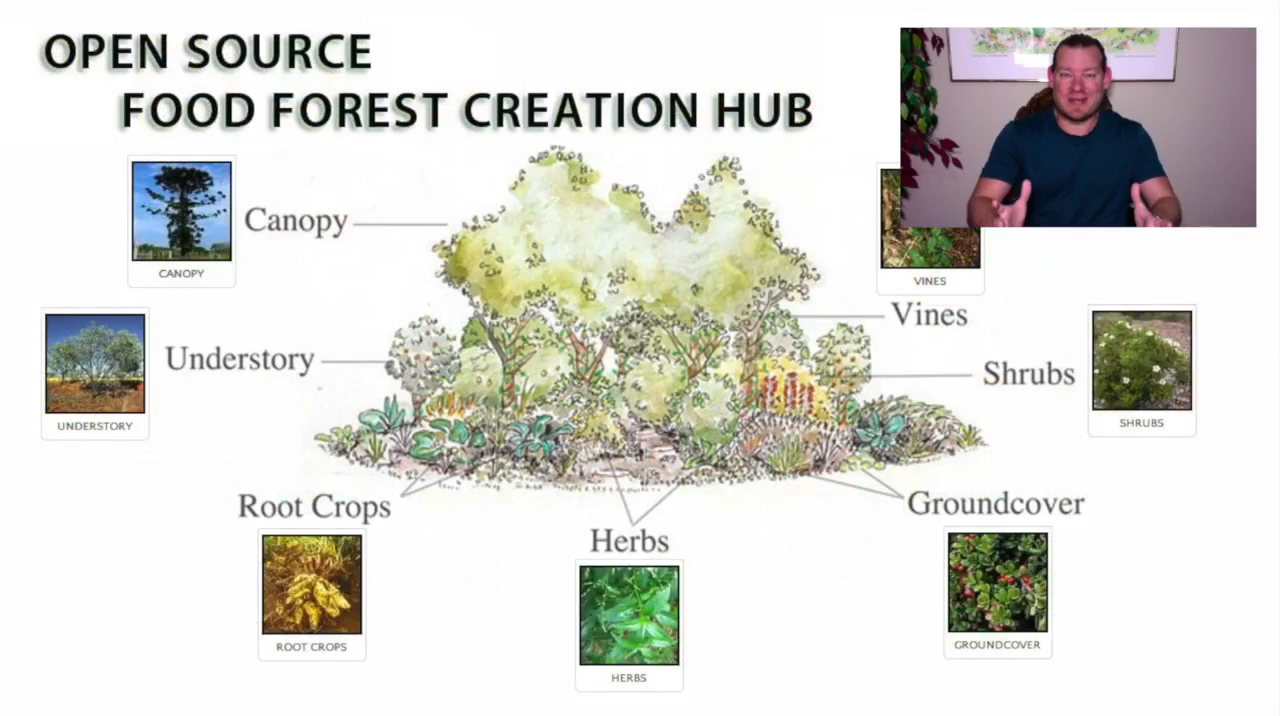 OPEN SOURCE
FOOD FOREST CREATION HUB
CANOPY
Canopy
VINES
Vines
UNDERSTORY
Understory
Shrubs
SHRUBS
Root Crops
ROOT CROPS
Herbs
HERBS
Groundcover
GROUNDCOVER